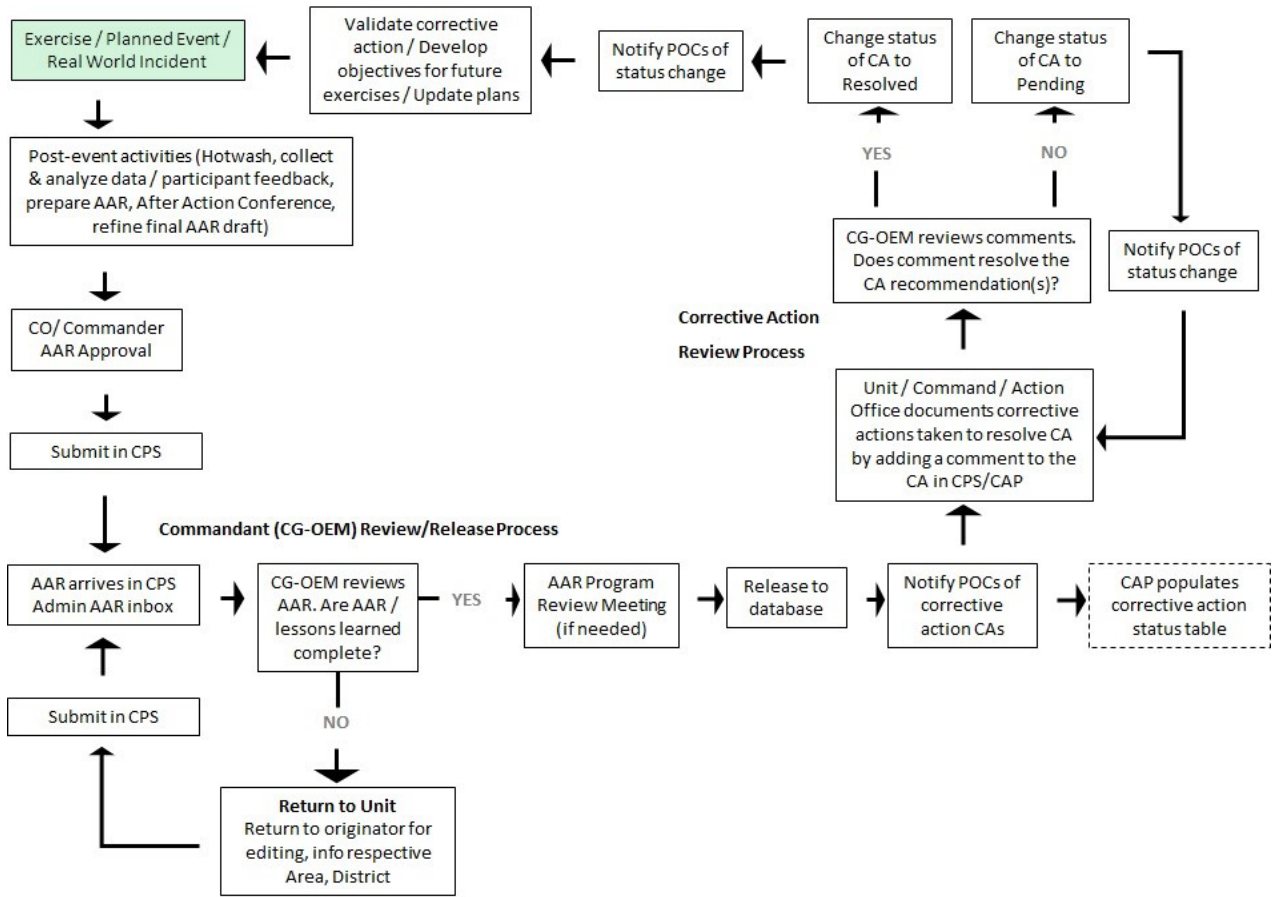 Exercise / Planned Event /
Real World Incident
Validate corrective
action / Develop
objectives for future
exercises / Update plans
Notify POCs of
status change
Change status
of CA to
Resolved
Change status
of CA to
Pending
Post-event activities (Hotwash, collect
& analyze data / participant feedback,
prepare AAR, After Action Conference,
refine final AAR draft)
YES
NO
CG-OEM reviews comments.
Does comment resolve the
CA recommendation(s)?
Notify POCs of
status change
CO/ Commander
AAR Approval
Corrective Action
Review Process
Unit / Command / Action
Office documents corrective
actions taken to resolve CA
by adding a comment to the
CA in CPS/CAP
Submit in CPS
Commandant (CG-OEM) Review/Release Process
AAR arrives in CPS
Admin AAR inbox
CG-OEM reviews
AAR. Are AAR /
lessons learned
complete?
YES
AAR Program
Review Meeting
(if needed)
Release to
database
Notify POCs of
corrective
action CAs
CAP populates
corrective action
status table
Submit in CPS
NO
Return to Unit
Return to originator for
editing, info respective
Area, District